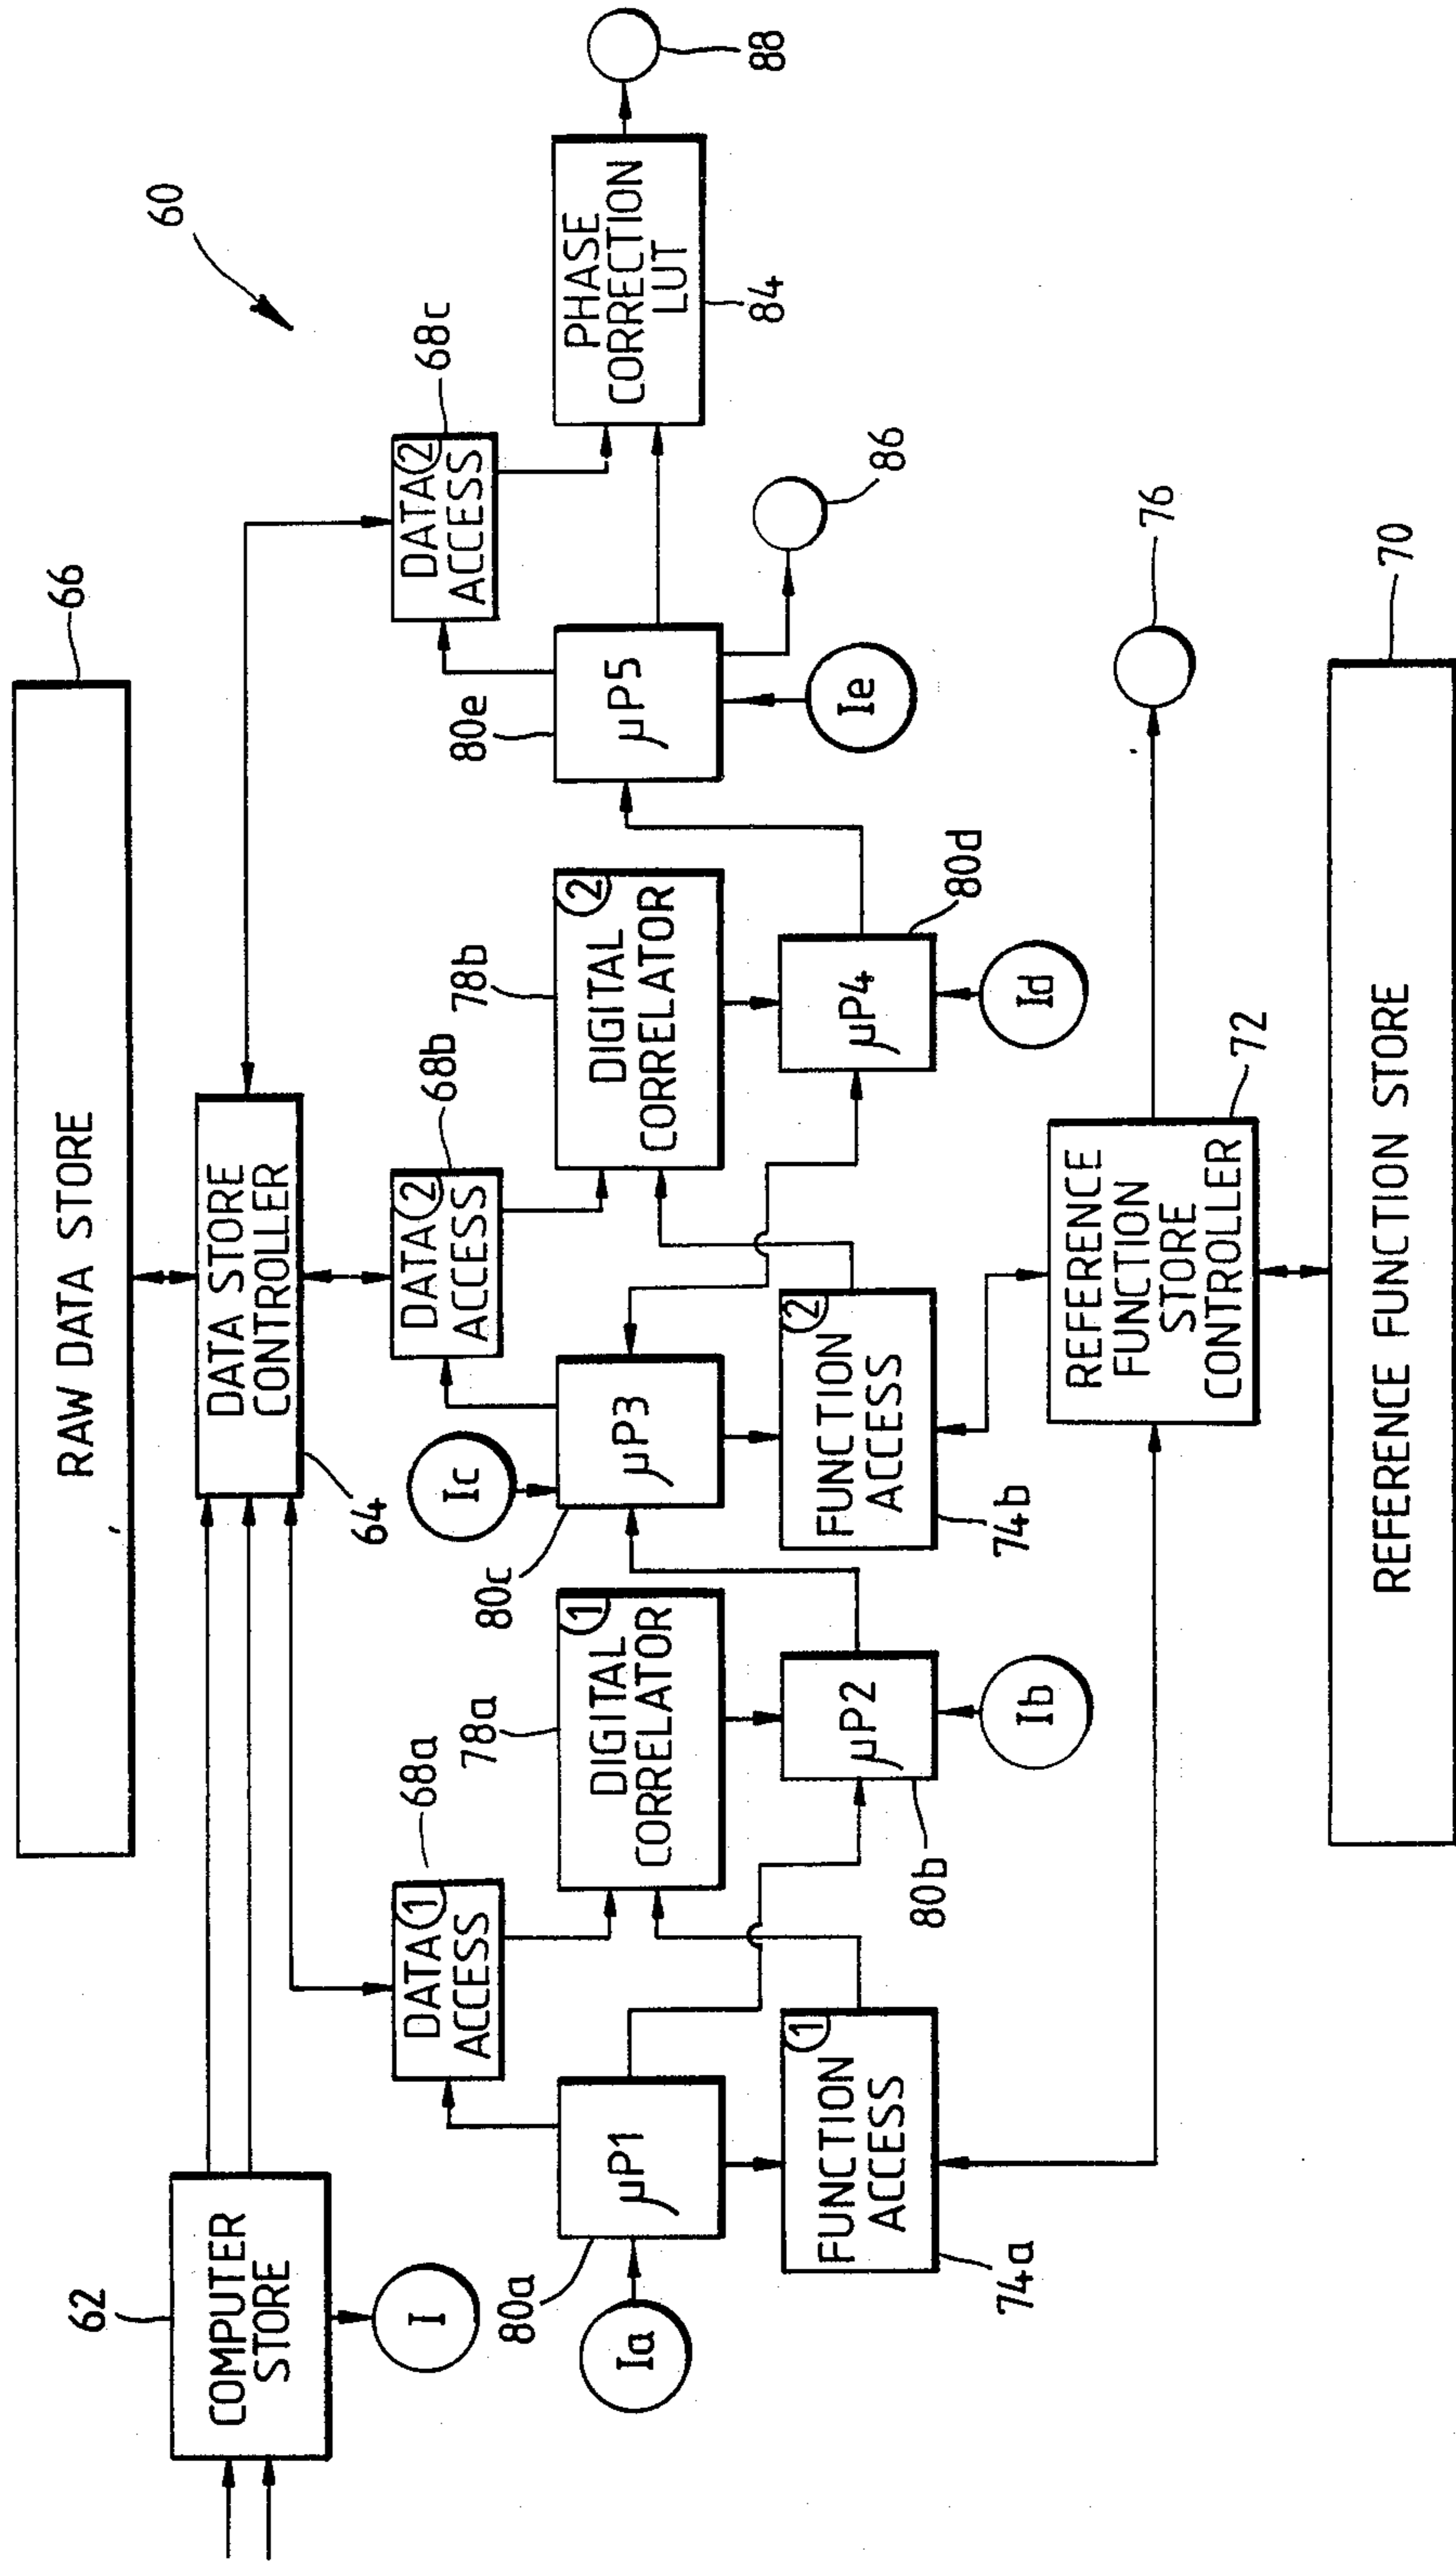 60
RAW DATA STORE
66
62
COMPUTER
STORE
I
DATA STORE
CONTROLLER
64
DATA 1
ACCESS
68a
DATA 2
ACCESS
68b
DATA 2
ACCESS
68c
Ia
80a
µP1
78a
DIGITAL 1
CORRELATOR
Ic
80c
µP3
78b
DIGITAL 2
CORRELATOR
80e
µP5
Ie
PHASE
CORRECTION
LUT
84
88
86
FUNCTION 1
ACCESS
74a
µP2
80b
Ib
FUNCTION 2
ACCESS
74b
µP4
80d
Id
REFERENCE
FUNCTION
STORE
CONTROLLER
72
76
REFERENCE FUNCTION STORE
70